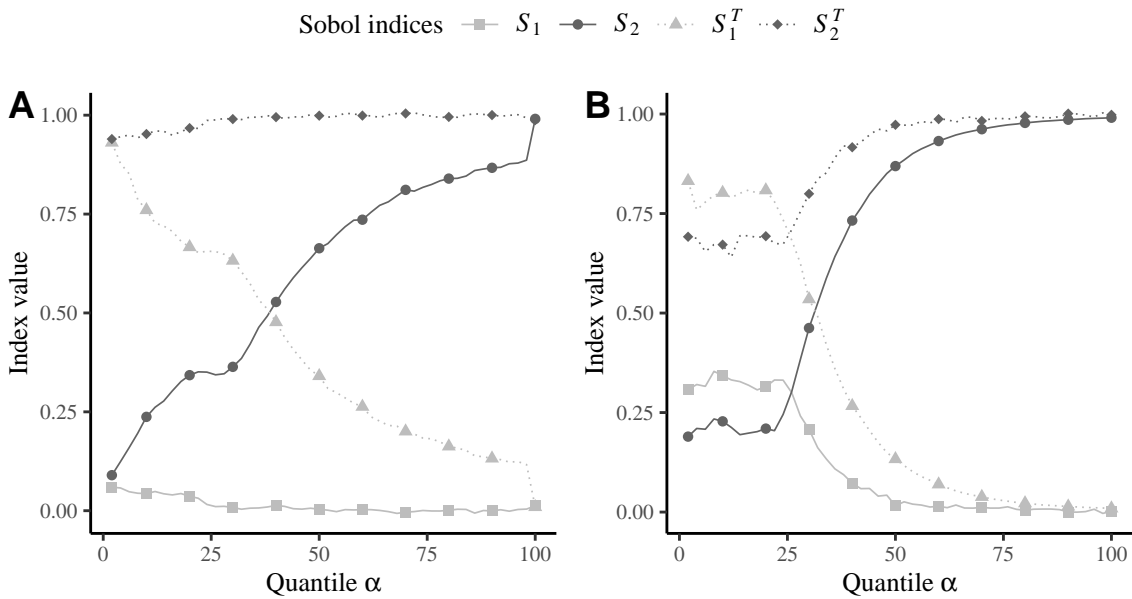 Sobol indices S₁ S₂ S₁ᵀ S₂ᵀ
A
1.00
0.75
0.50
0.25
0.00
Index value
0 25 50 75 100
Quantile α
B
1.00
0.75
0.50
0.25
0.00
Index value
0 25 50 75 100
Quantile α